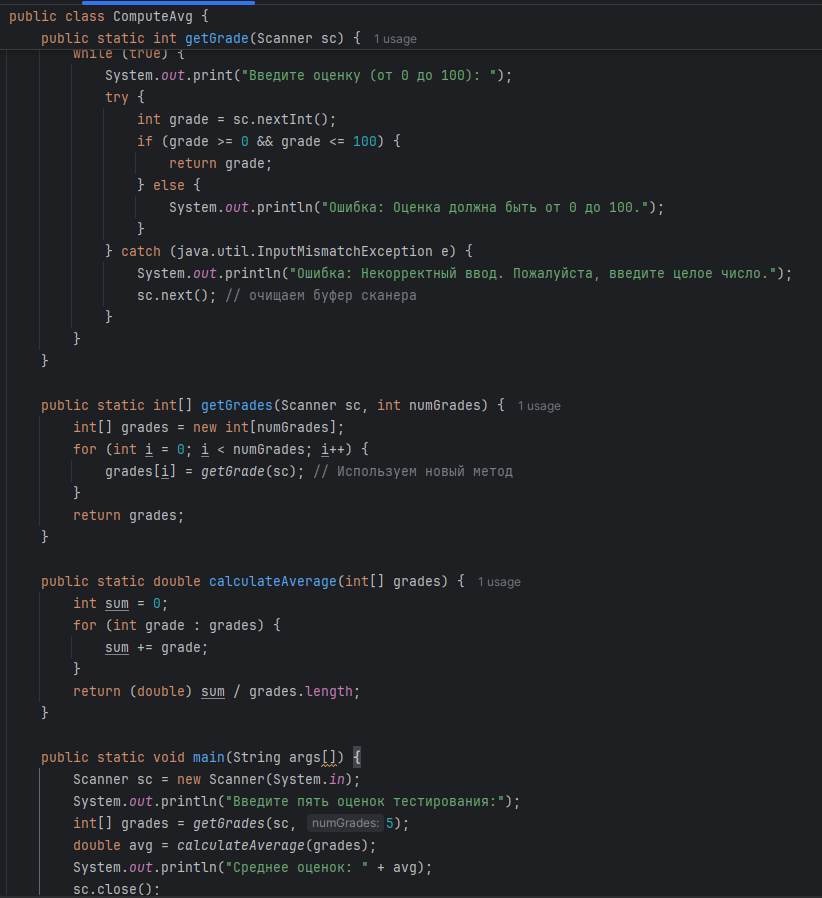 public class ComputeAvg {
    public static int getGrade(Scanner sc) {  1 usage
        while (true) {
            System.out.print("Введите оценку (от 0 до 100): ");
            try {
                int grade = sc.nextInt();
                if (grade >= 0 && grade <= 100) {
                    return grade;
                } else {
                    System.out.println("Ошибка: Оценка должна быть от 0 до 100.");
                }
            } catch (java.util.InputMismatchException e) {
                System.out.println("Ошибка: Некорректный ввод. Пожалуйста, введите целое число.");
                sc.next(); // очищаем буфер сканера
            }
        }
    }
    public static int[] getGrades(Scanner sc, int numGrades) {  1 usage
        int[] grades = new int[numGrades];
        for (int i = 0; i < numGrades; i++) {
            grades[i] = getGrade(sc); // Используем новый метод
        }
        return grades;
    }
    public static double calculateAverage(int[] grades) {  1 usage
        int sum = 0;
        for (int grade : grades) {
            sum += grade;
        }
        return (double) sum / grades.length;
    }
    public static void main(String args[]) {
        Scanner sc = new Scanner(System.in);
        System.out.println("Введите пять оценок тестирования:");
        int[] grades = getGrades(sc, numGrades: 5);
        double avg = calculateAverage(grades);
        System.out.println("Среднее оценок: " + avg);
        sc.close();